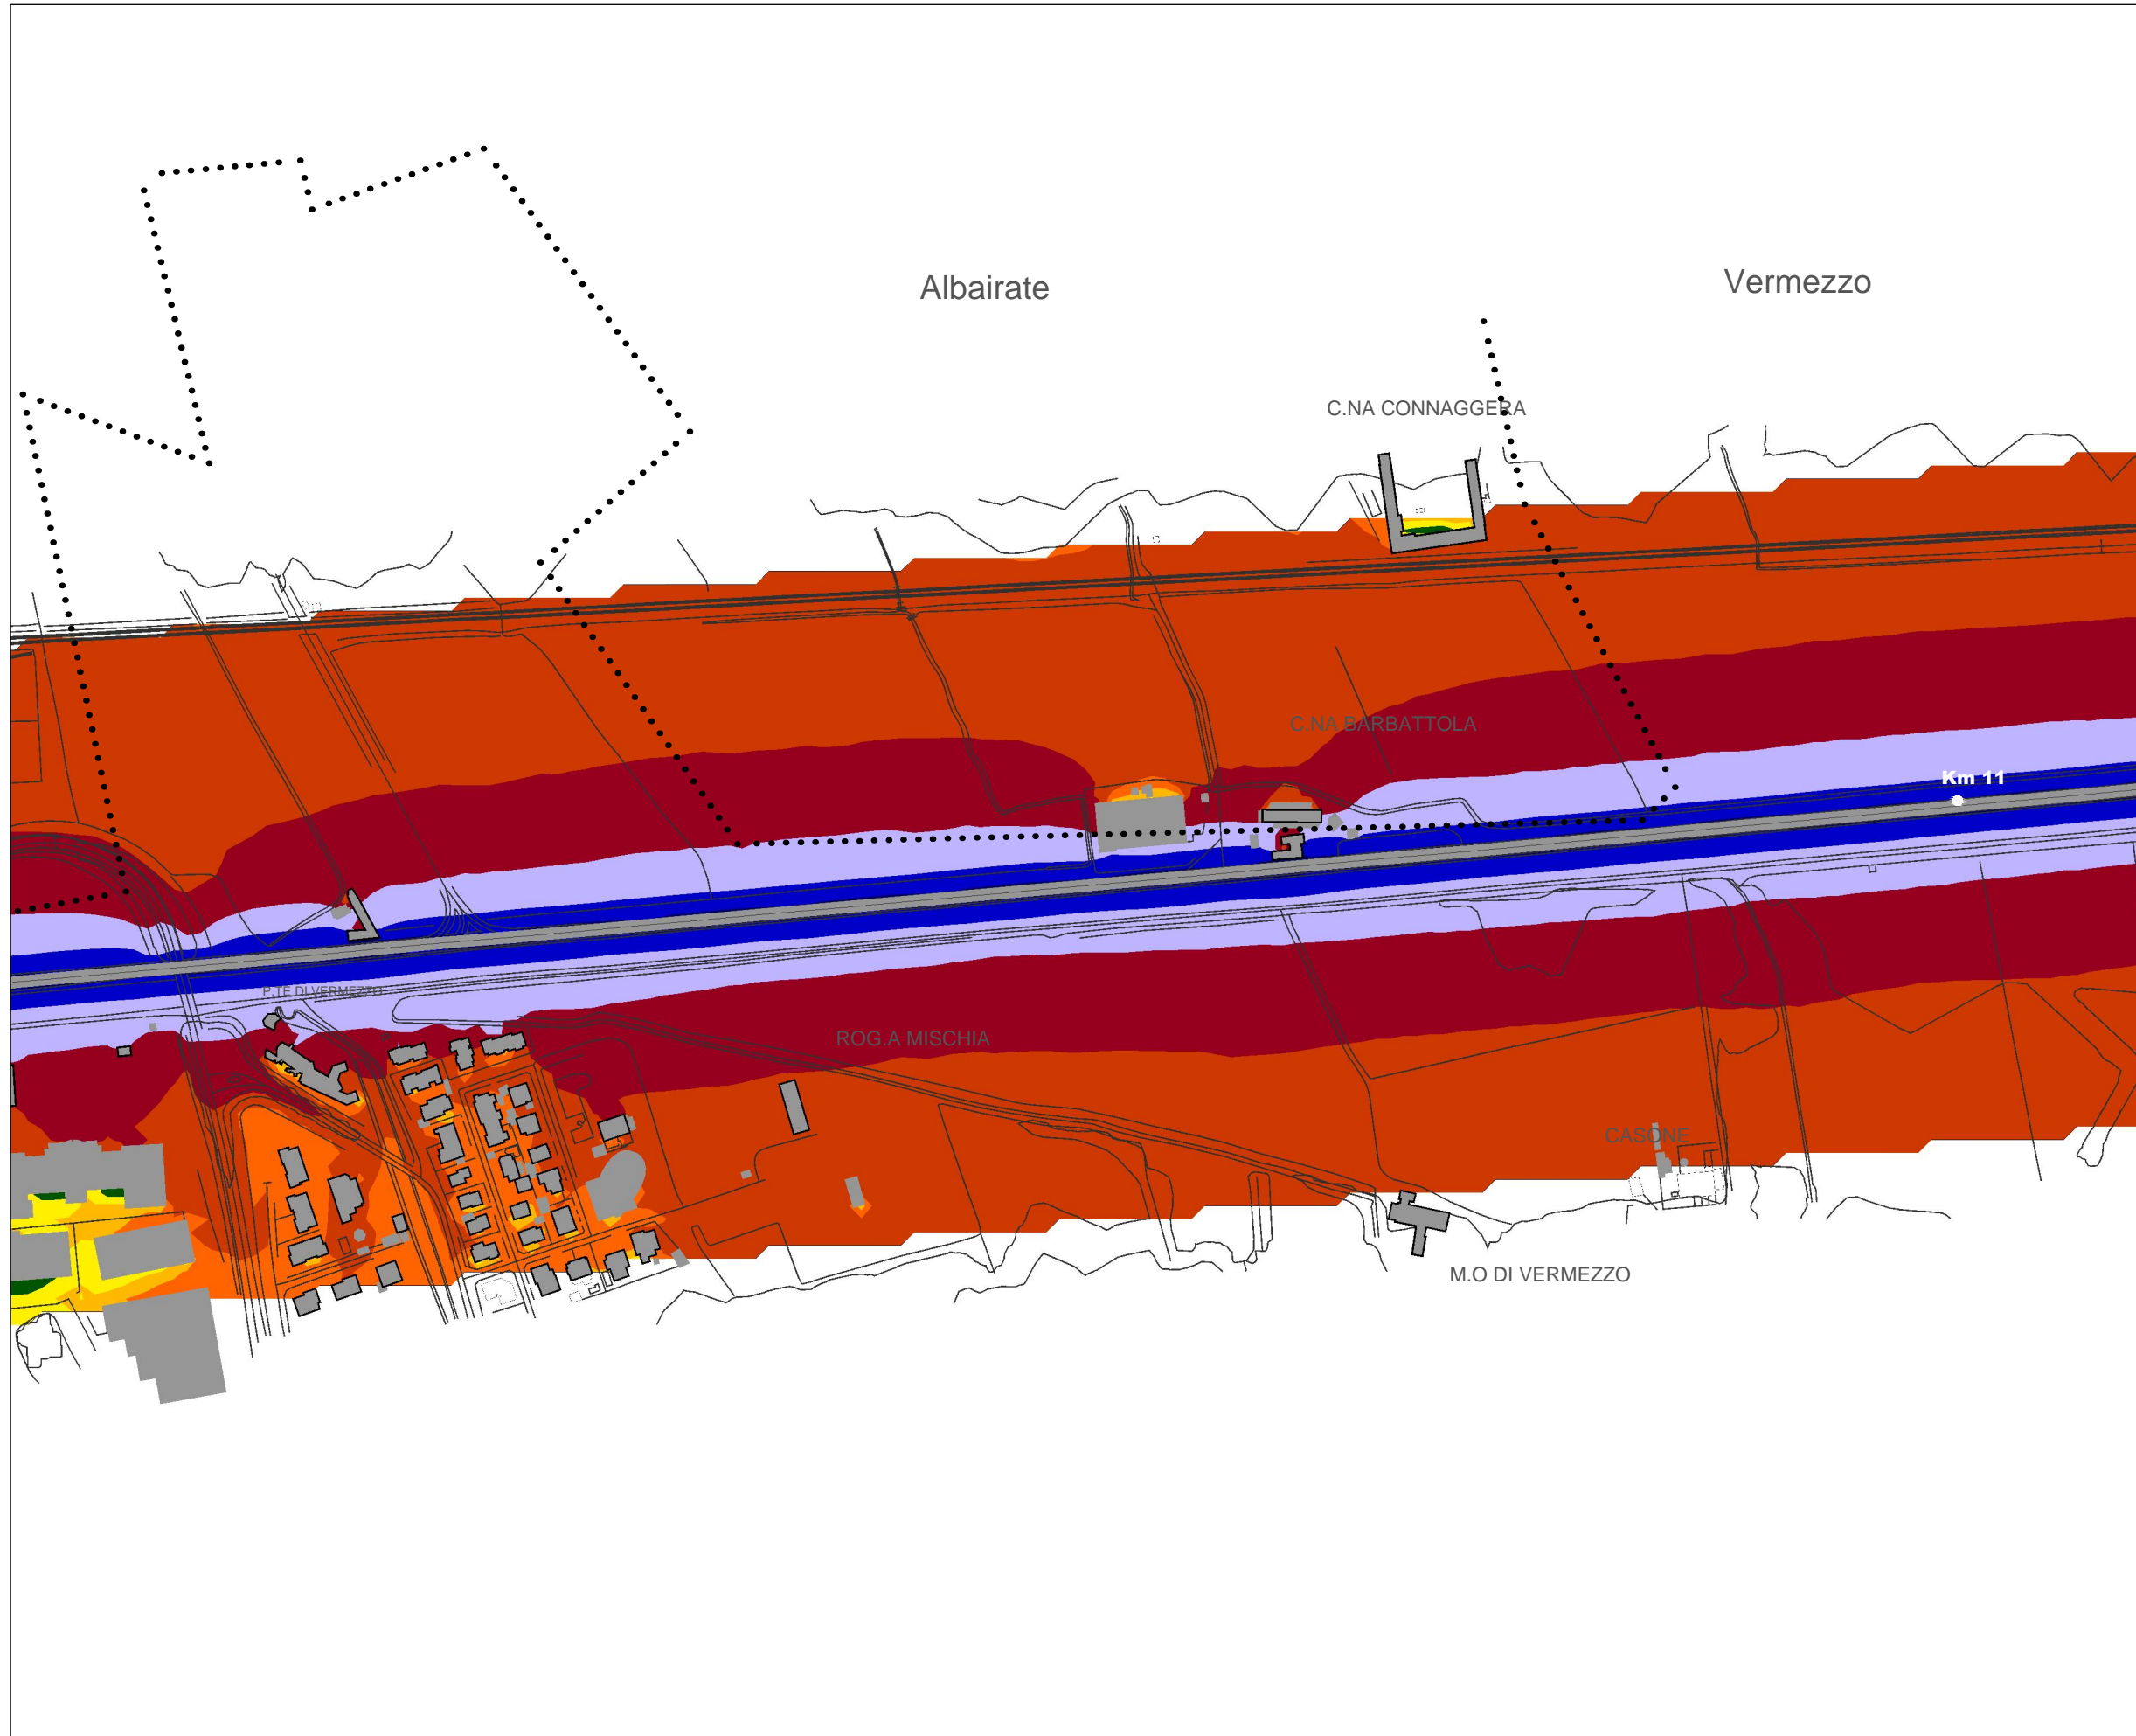 Albairate
Vermezzo
C.NA CONNAGGERA
C.NA BARBATTOLA
Km 11
P.TE DI VERMEZZO
ROG.A MISCHIA
CASONE
M.O DI VERMEZZO